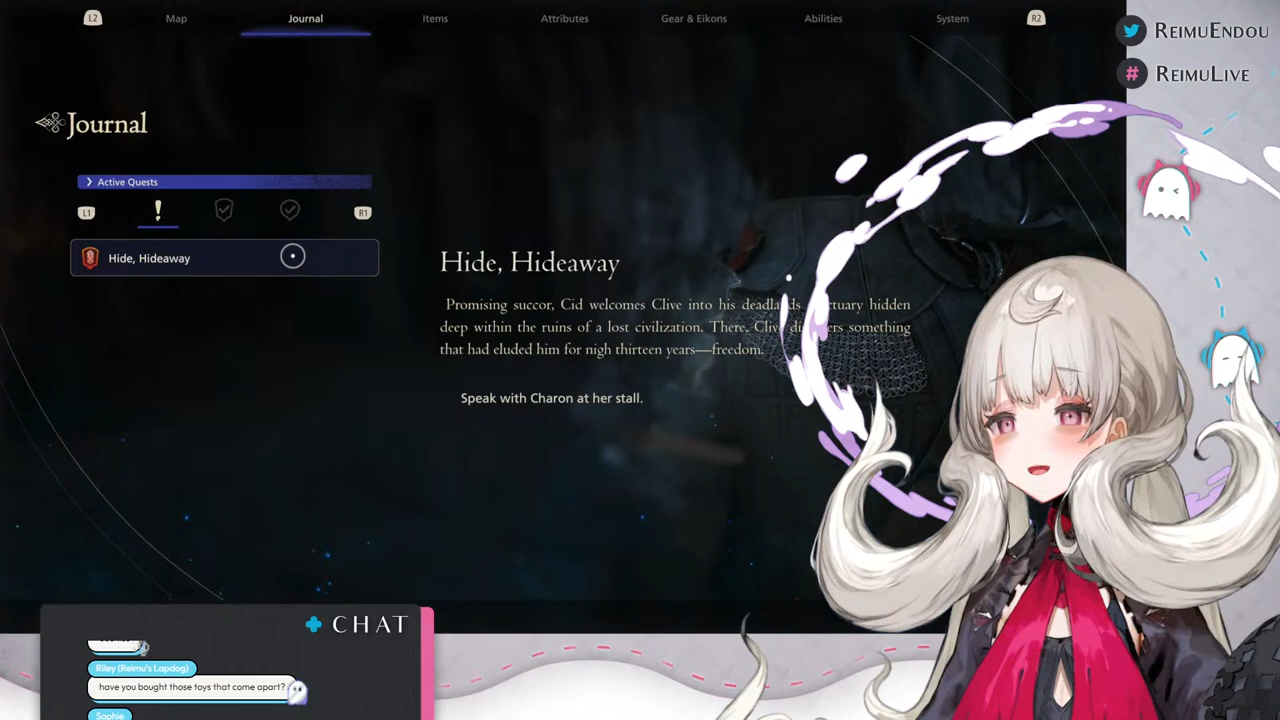 L2 Map Journal Items Attributes Gear & Eikons Abilities System R2
ReimuEndou
# ReimuLive
Journal
Active Quests
L1 ! R1
Hide, Hideaway
Hide, Hideaway
Promising succor, Cid welcomes Clive into his deadlands hidden
deep within the ruins of a lost civilization. There, Clive something
that had eluded him for nigh thirteen years—freedom.
Speak with Charon at her stall.
CHAT
Riley (Reimu's Lapdog)
have you bought those toys that come apart?
Sophie